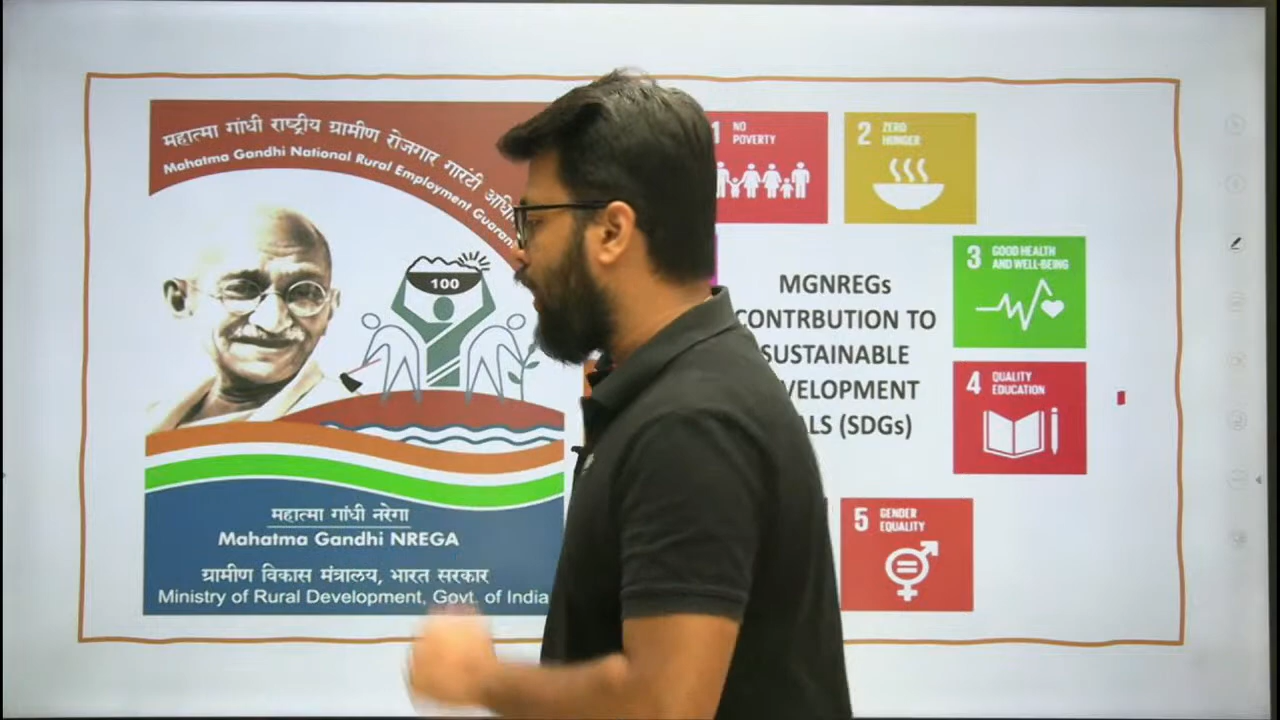 महात्मा गांधी राष्ट्रीय ग्रामीण रोजगार गारंटी
Mahatma Gandhi National Rural Employment
100
महात्मा गांधी नरेगा
Mahatma Gandhi NREGA
ग्रामीण विकास मंत्रालय, भारत सरकार
Ministry of Rural Development, Govt. of India
1 NO
POVERTY
2 ZERO
HUNGER
3 GOOD HEALTH
AND WELL-BEING
MGNREGs
CONTRBUTION TO
SUSTAINABLE
(SDGs)
4 QUALITY
EDUCATION
5 GENDER
EQUALITY